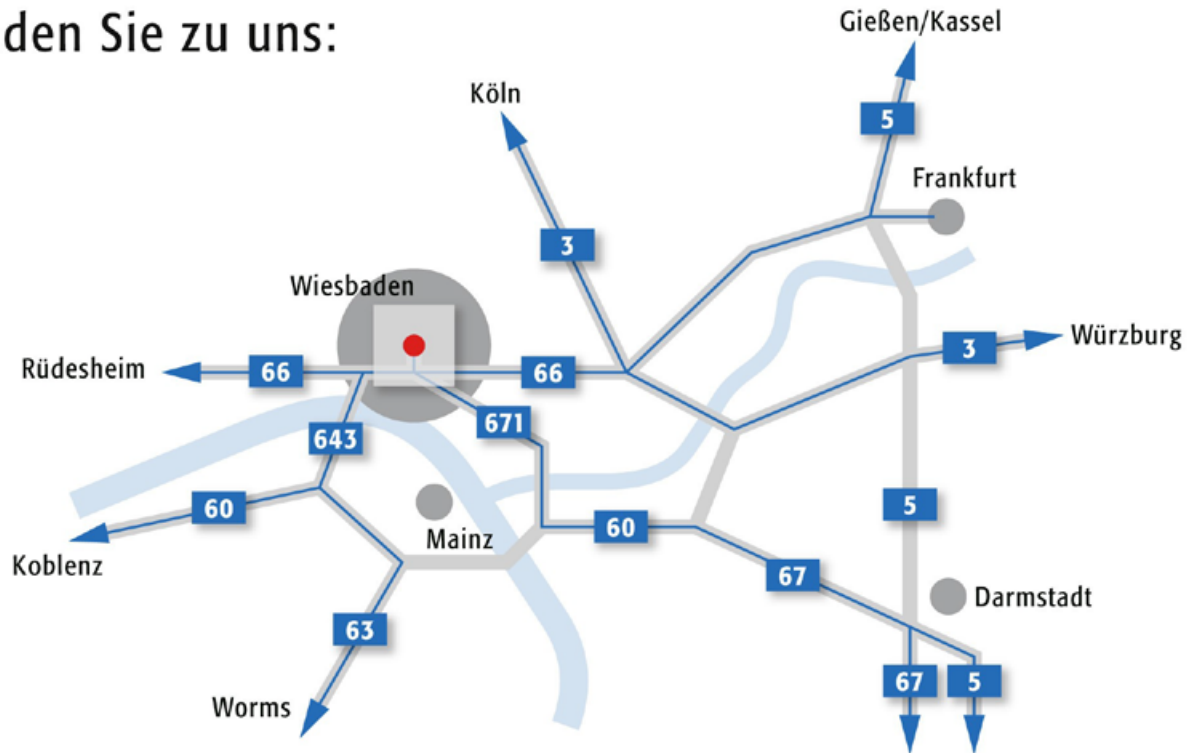 den Sie zu uns:
Gießen/Kassel
Köln
5
Frankfurt
3
Wiesbaden
Würzburg
3
Rüdesheim
66
66
671
643
60
5
60
Mainz
Koblenz
67
Darmstadt
63
67
5
Worms